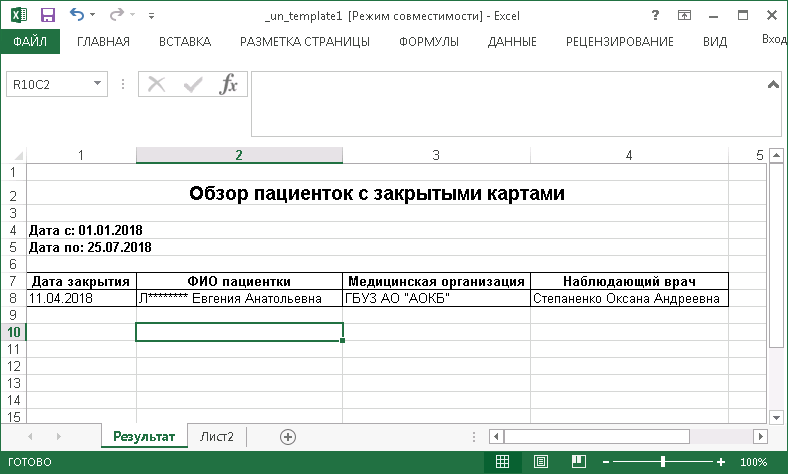 _un_template1 [Режим совместимости] - Excel
ФАЙЛ ГЛАВНАЯ ВСТАВКА РАЗМЕТКА СТРАНИЦЫ ФОРМУЛЫ ДАННЫЕ РЕЦЕНЗИРОВАНИЕ ВИД Вход
R10C2 fx
1 2 3 4 5
1
2 Обзор пациенток с закрытыми картами
3
4 Дата с: 01.01.2018
5 Дата по: 25.07.2018
6
7 Дата закрытия ФИО пациентки Медицинская организация Наблюдающий врач
8 11.04.2018 Л******** Евгения Анатольевна ГБУЗ АО "АОКБ" Степаненко Оксана Андреевна
9
10
11
12
13
14
15
Результат Лист2
ГОТОВО 100%